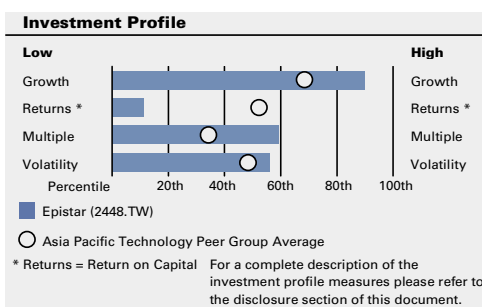 Investment Profile
Low High
Growth Growth
Returns * Returns *
Multiple Multiple
Volatility Volatility
Percentile 20th 40th 60th 80th 100th
Epistar (2448.TW)
Asia Pacific Technology Peer Group Average
* Returns = Return on Capital For a complete description of the
investment profile measures please refer to
the disclosure section of this document.